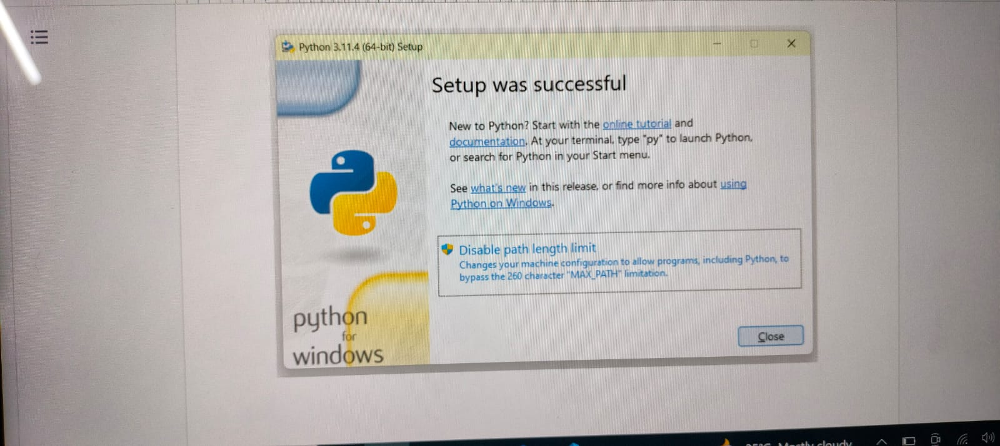 Python 3.11.4 (64-bit) Setup
Setup was successful
New to Python? Start with the online tutorial and
documentation. At your terminal, type "py" to launch Python,
or search for Python in your Start menu.
See what's new in this release, or find more info about using
Python on Windows.
Disable path length limit
Changes your machine configuration to allow programs, including Python, to
bypass the 260 character "MAX_PATH" limitation.
python
for
windows
Close
Mostly cloudy